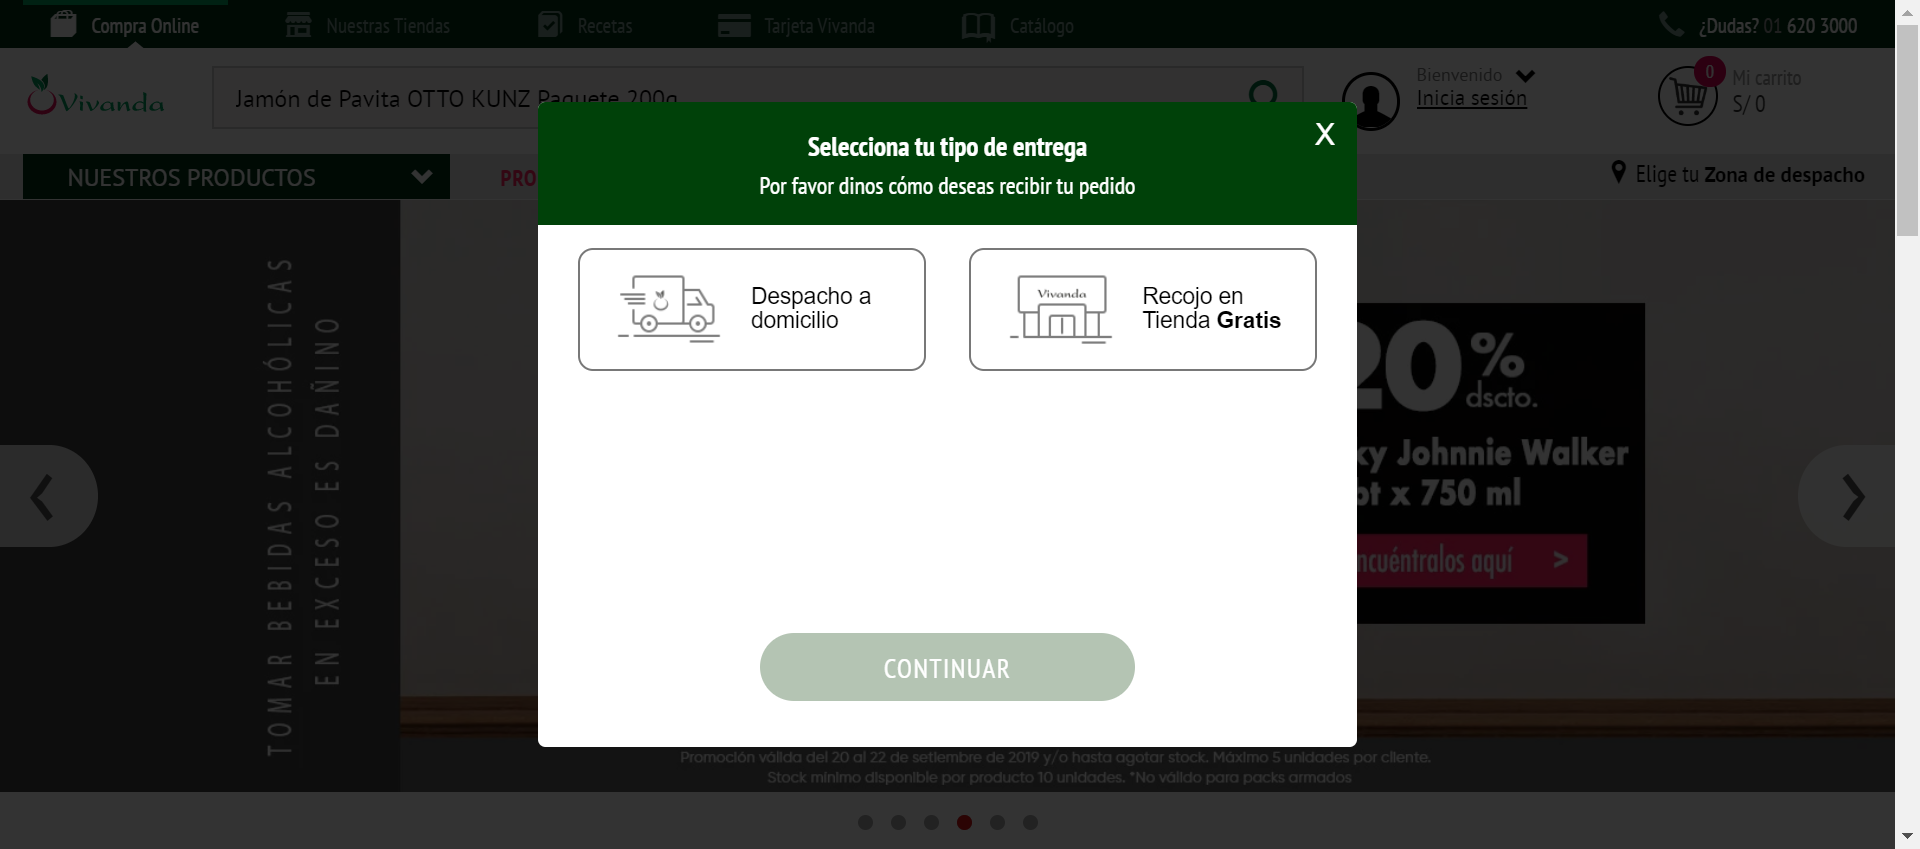 Compra Online
Nuestras Tiendas
Recetas
Tarjeta Vivanda
Catálogo
¿Dudas? 01 620 3000
Vivanda
Jamón de Pavita OTTO KUNZ Paquete 200g
Bienvenido
Inicia sesión
0
Mi carrito
S/ 0
NUESTROS PRODUCTOS
PRO
Elige tu Zona de despacho
Selecciona tu tipo de entrega
X
Por favor dinos cómo deseas recibir tu pedido
Despacho a
domicilio
Vivanda
Recojo en
Tienda Gratis
CONTINUAR
TOMAR BEBIDAS ALCOHÓLICAS
EN EXCESO ES DAÑINO
20%
dscto.
ky Johnnie Walker
ot x 750 ml
ncuéntralos aquí >
Promoción válida del 20 al 22 de setiembre de 2019 y/o hasta agotar stock. Máximo 5 unidades por cliente.
Stock mínimo disponible por producto 10 unidades. *No válido para packs armados